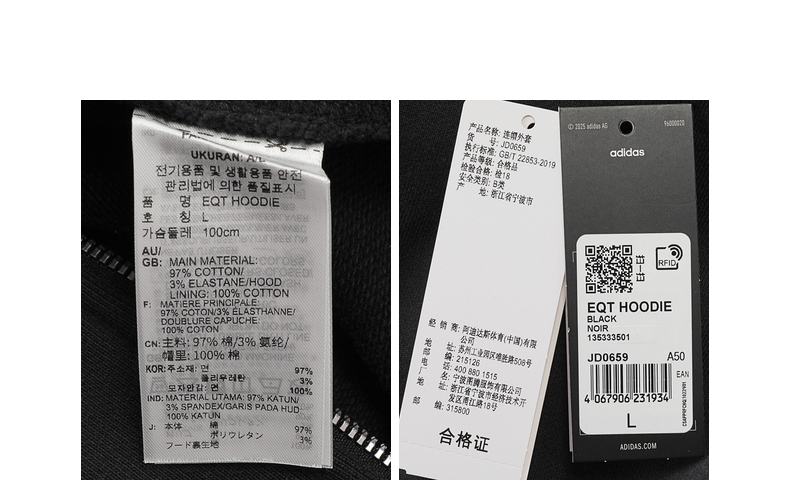 UKURAN: A/L
전기용품 및 생활용품 안전
관리법에 의한 품질표시
품 명 EQT HOODIE
호 칭 L
가슴둘레 100cm
AU/
GB: MAIN MATERIAL:
97% COTTON/
3% ELASTANE/HOOD
LINING: 100% COTTON
F: MATIERE PRINCIPALE:
97% COTON/3% ÉLASTHANNE/
DOUBLURE CAPUCHE:
100% COTON
CN: 主料: 97% 棉/3% 氨纶/
帽里: 100% 棉
KOR: 주소재: 면 97%
폴리우레탄 3%
모자안감: 면 100%
IND: MATERIAL UTAMA: 97% KATUN/
3% SPANDEX/GARIS PADA HUD
100% KATUN
J: 本体 綿 97%
ポリウレタン 3%
フード裏生地
产品名称: 连帽外套
货 号: JD0659
执行标准: GB/T 22853-2019
产品等级: 合格品
检验合格: 检18
安全类别: B类
产 地: 浙江省宁波市
经 销 商: 阿迪达斯体育(中国)有限
公司
地 址: 苏州工业园区唯胜路508号
邮 编: 215126
电 话: 400 880 1515
厂 名: 宁波图腾服饰有限公司
地 址: 浙江省宁波市经济技术开
发区甬江路18号
邮 编: 315800
合格证
© 2025 adidas AG
96000020
adidas
RFID
EQT HOODIE
BLACK
NOIR
135333501
JD0659 A50
EAN
4 067906 231934
L
ADIDAS.COM